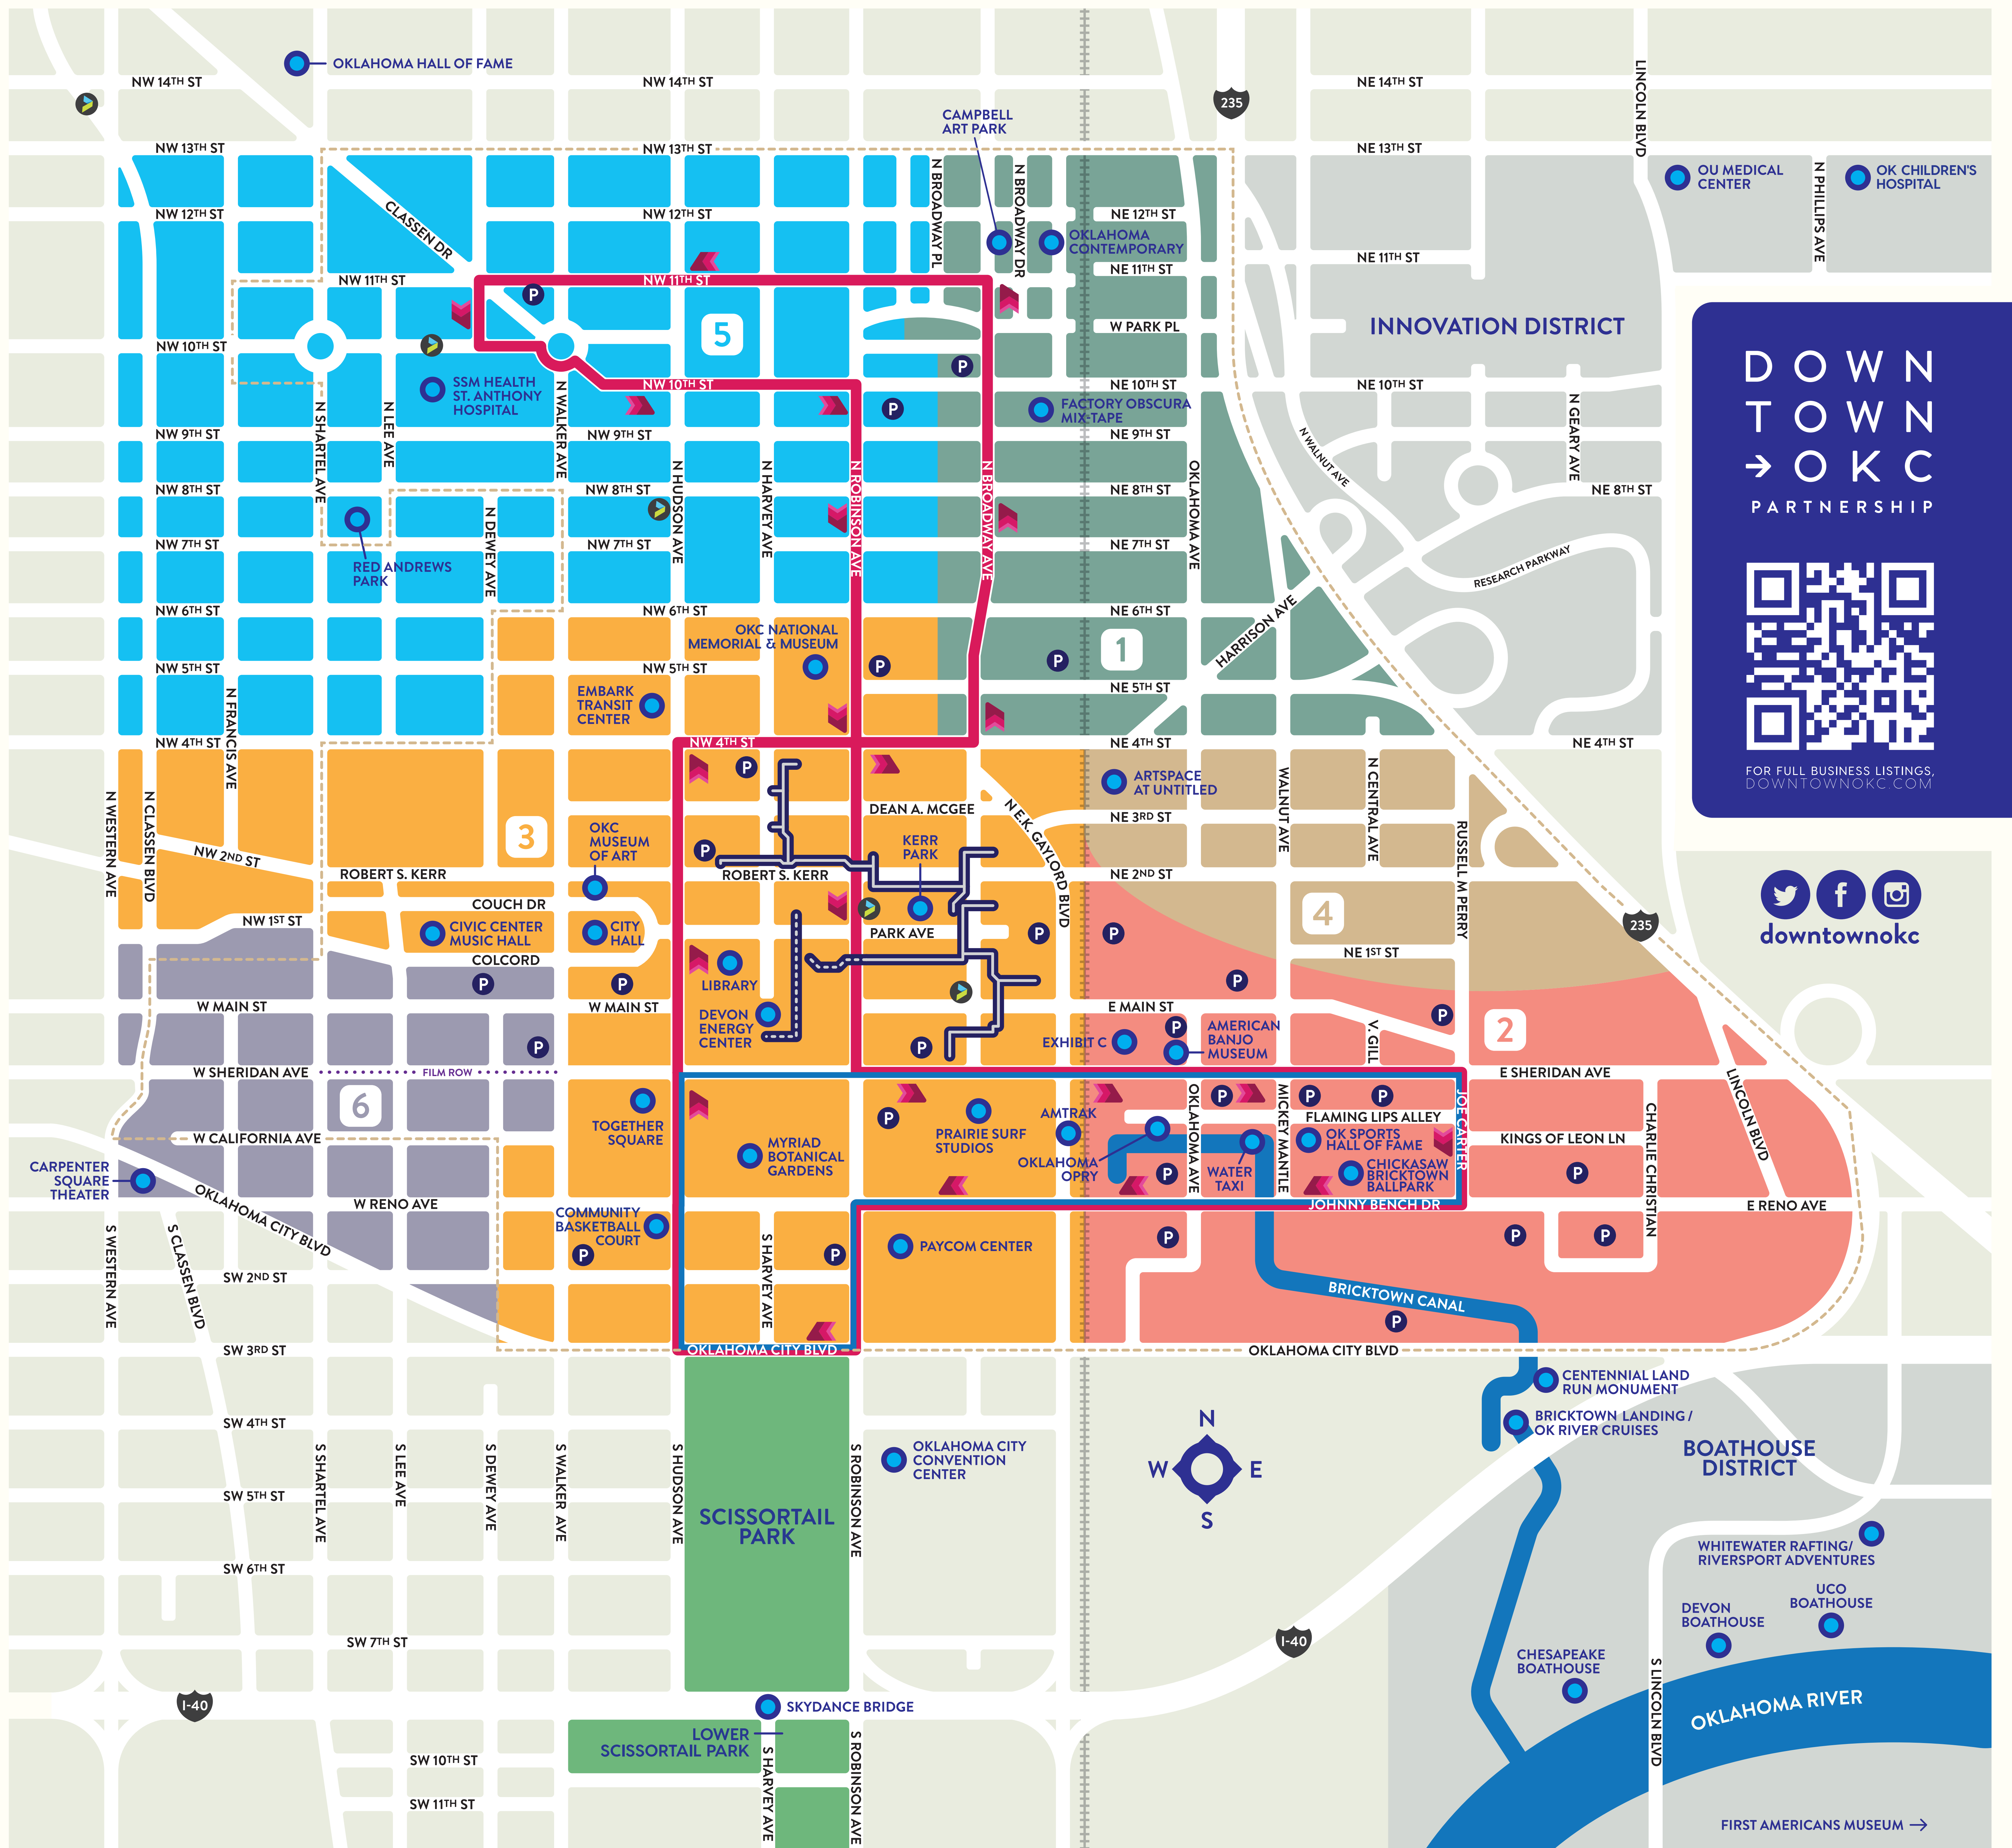 OKLAHOMA HALL OF FAME
NW 14TH ST
NW 14TH ST
NE 14TH ST
235
LINCOLN BLVD
CAMPBELL
ART PARK
NW 13TH ST
NW 13TH ST
NE 13TH ST
OU MEDICAL
CENTER
N PHILLIPS AVE
OK CHILDREN'S
HOSPITAL
N BROADWAY PL
N BROADWAY DR
CLASSEN DR
NW 12TH ST
NW 12TH ST
NE 12TH ST
OKLAHOMA
CONTEMPORARY
NW 11TH ST
NW 11TH ST
NE 11TH ST
NE 11TH ST
P
5
W PARK PL
INNOVATION DISTRICT
NW 10TH ST
P
SSM HEALTH
ST. ANTHONY
HOSPITAL
NW 10TH ST
NE 10TH ST
NE 10TH ST
P
FACTORY OBSCURA
MIX-TAPE
N SHARTEL AVE
N LEE AVE
N WALKER AVE
N GEARY AVE
NW 9TH ST
NW 9TH ST
NE 9TH ST
N WALNUT AVE
N HUDSON AVE
N HARVEY AVE
N ROBINSON AVE
N BROADWAY AVE
OKLAHOMA AVE
NW 8TH ST
NW 8TH ST
NE 8TH ST
NE 8TH ST
N DEWEY AVE
NW 7TH ST
NW 7TH ST
NE 7TH ST
RESEARCH PARKWAY
RED ANDREWS
PARK
NW 6TH ST
NW 6TH ST
NE 6TH ST
HARRISON AVE
OKC NATIONAL
MEMORIAL & MUSEUM
P
P
1
NW 5TH ST
NW 5TH ST
NE 5TH ST
EMBARK
TRANSIT
CENTER
N FRANCIS AVE
NW 4TH ST
NW 4TH ST
NE 4TH ST
NE 4TH ST
DOWN
TOWN
OKC
PARTNERSHIP
FOR FULL BUSINESS LISTINGS,
DOWNTOWNOKC.COM
downtownokc
P
ARTSPACE
AT UNTITLED
N WESTERN AVE
N CLASSEN BLVD
WALNUT AVE
N CENTRAL AVE
RUSSELL M PERRY
DEAN A. MCGEE
N E.K. GAYLORD BLVD
NE 3RD ST
3
OKC
MUSEUM
OF ART
P
KERR
PARK
NW 2ND ST
ROBERT S. KERR
ROBERT S. KERR
NE 2ND ST
COUCH DR
4
235
NW 1ST ST
CIVIC CENTER
MUSIC HALL
CITY
HALL
PARK AVE
P
P
NE 1ST ST
COLCORD
LIBRARY
P
P
P
W MAIN ST
W MAIN ST
E MAIN ST
DEVON
ENERGY
CENTER
P
P
EXHIBIT C
P
AMERICAN
BANJO
MUSEUM
V. GILL
P
2
W SHERIDAN AVE
FILM ROW
E SHERIDAN AVE
LINCOLN BLVD
6
TOGETHER
SQUARE
P
PRAIRIE SURF
STUDIOS
AMTRAK
OKLAHOMA AVE
P
MICKEY MANTLE
P
P
FLAMING LIPS ALLEY
JOE CARTER
CHARLIE CHRISTIAN
W CALIFORNIA AVE
MYRIAD
BOTANICAL
GARDENS
OK SPORTS
HALL OF FAME
KINGS OF LEON LN
OKLAHOMA
OPRY
P
WATER
TAXI
CHICKASAW
BRICKTOWN
BALLPARK
P
CARPENTER
SQUARE
THEATER
OKLAHOMA CITY BLVD
W RENO AVE
JOHNNY BENCH DR
E RENO AVE
COMMUNITY
BASKETBALL
COURT
P
S HARVEY AVE
P
PAYCOM CENTER
P
P
P
S WESTERN AVE
S CLASSEN BLVD
SW 2ND ST
BRICKTOWN CANAL
P
SW 3RD ST
OKLAHOMA CITY BLVD
OKLAHOMA CITY BLVD
CENTENNIAL LAND
RUN MONUMENT
SW 4TH ST
N
W
E
S
BRICKTOWN LANDING /
OK RIVER CRUISES
BOATHOUSE
DISTRICT
S SHARTEL AVE
S LEE AVE
S DEWEY AVE
S WALKER AVE
S HUDSON AVE
S ROBINSON AVE
OKLAHOMA CITY
CONVENTION
CENTER
SW 5TH ST
SCISSORTAIL
PARK
WHITEWATER RAFTING/
RIVERSPORT ADVENTURES
SW 6TH ST
UCO
BOATHOUSE
DEVON
BOATHOUSE
SW 7TH ST
I-40
CHESAPEAKE
BOATHOUSE
S LINCOLN BLVD
I-40
SKYDANCE BRIDGE
OKLAHOMA RIVER
LOWER
SCISSORTAIL PARK
S HARVEY AVE
S ROBINSON AVE
SW 10TH ST
SW 11TH ST
FIRST AMERICANS MUSEUM